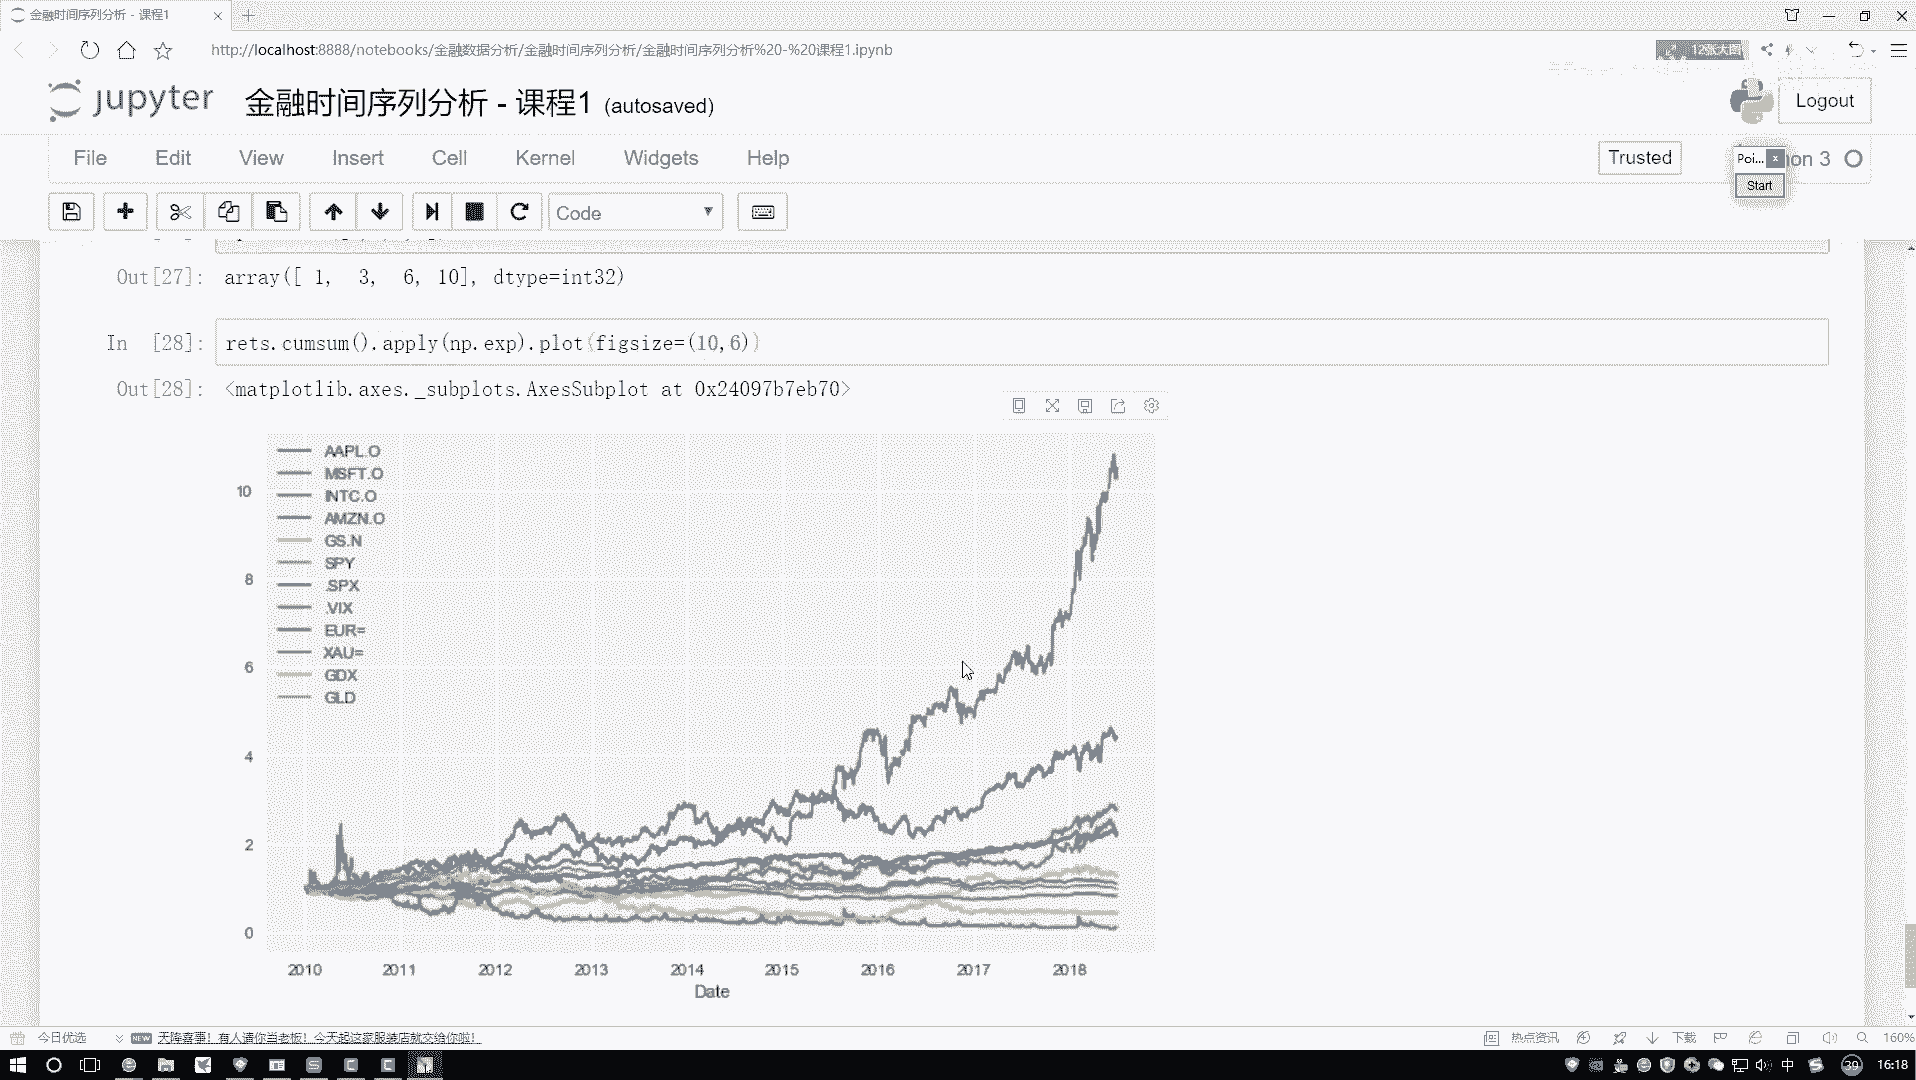 金融时间序列分析 - 课程1
http://localhost:8888/notebooks/金融数据分析/金融时间序列分析/金融时间序列分析%20-%20课程1.ipynb
12张大图
jupyter 金融时间序列分析 - 课程1 (autosaved)
Logout
File Edit View Insert Cell Kernel Widgets Help
Trusted
Poi...
on 3
Start
Code
Out[27]: array([ 1, 3, 6, 10], dtype=int32)
In [28]: rets.cumsum().apply(np.exp).plot(figsize=(10,6))
Out[28]: <matplotlib.axes._subplots.AxesSubplot at 0x24097b7eb70>
AAPL.O
MSFT.O
INTC.O
AMZN.O
GS.N
SPY
.SPX
.VIX
EUR=
XAU=
GDX
GLD
10
8
6
4
2
0
2010 2011 2012 2013 2014 2015 2016 2017 2018
Date
今日优选
NEW
天降喜事！有人请你当老板！今天起这家服装店就交给你啦！
热点资讯
下载
160%
中
39
16:18